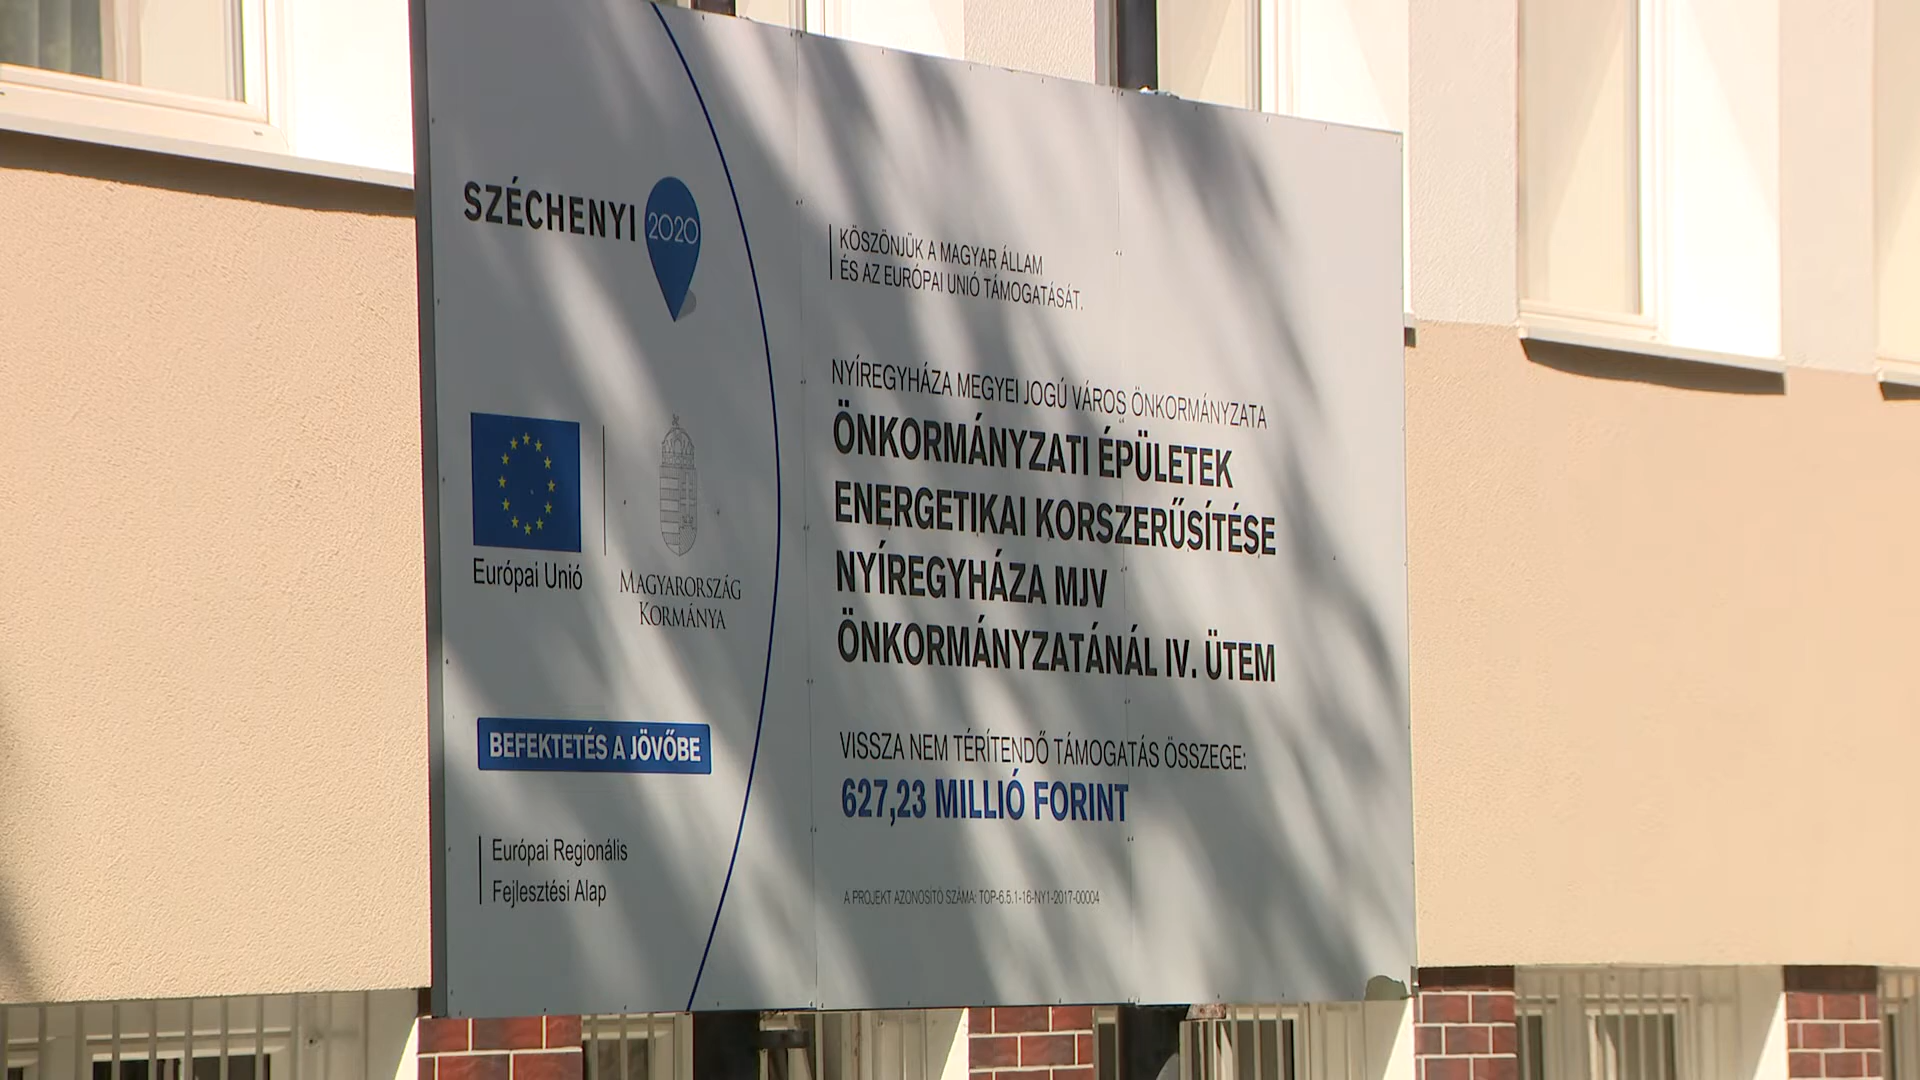 SZÉCHENYI 2020
KÖSZÖNJÜK A MAGYAR ÁLLAM
ÉS AZ EURÓPAI UNIÓ TÁMOGATÁSÁT.
NYÍREGYHÁZA MEGYEI JOGÚ VÁROS ÖNKORMÁNYZATA
ÖNKORMÁNYZATI ÉPÜLETEK
ENERGETIKAI KORSZERŰSÍTÉSE
NYÍREGYHÁZA MJV
ÖNKORMÁNYZATÁNÁL IV. ÜTEM
Európai Unió
MAGYARORSZÁG
KORMÁNYA
BEFEKTETÉS A JÖVŐBE
VISSZA NEM TÉRÍTENDŐ TÁMOGATÁS ÖSSZEGE:
627,23 MILLIÓ FORINT
Európai Regionális
Fejlesztési Alap
A PROJEKT AZONOSÍTÓ SZÁMA: TOP-6.5.1-16-NY1-2017-00004